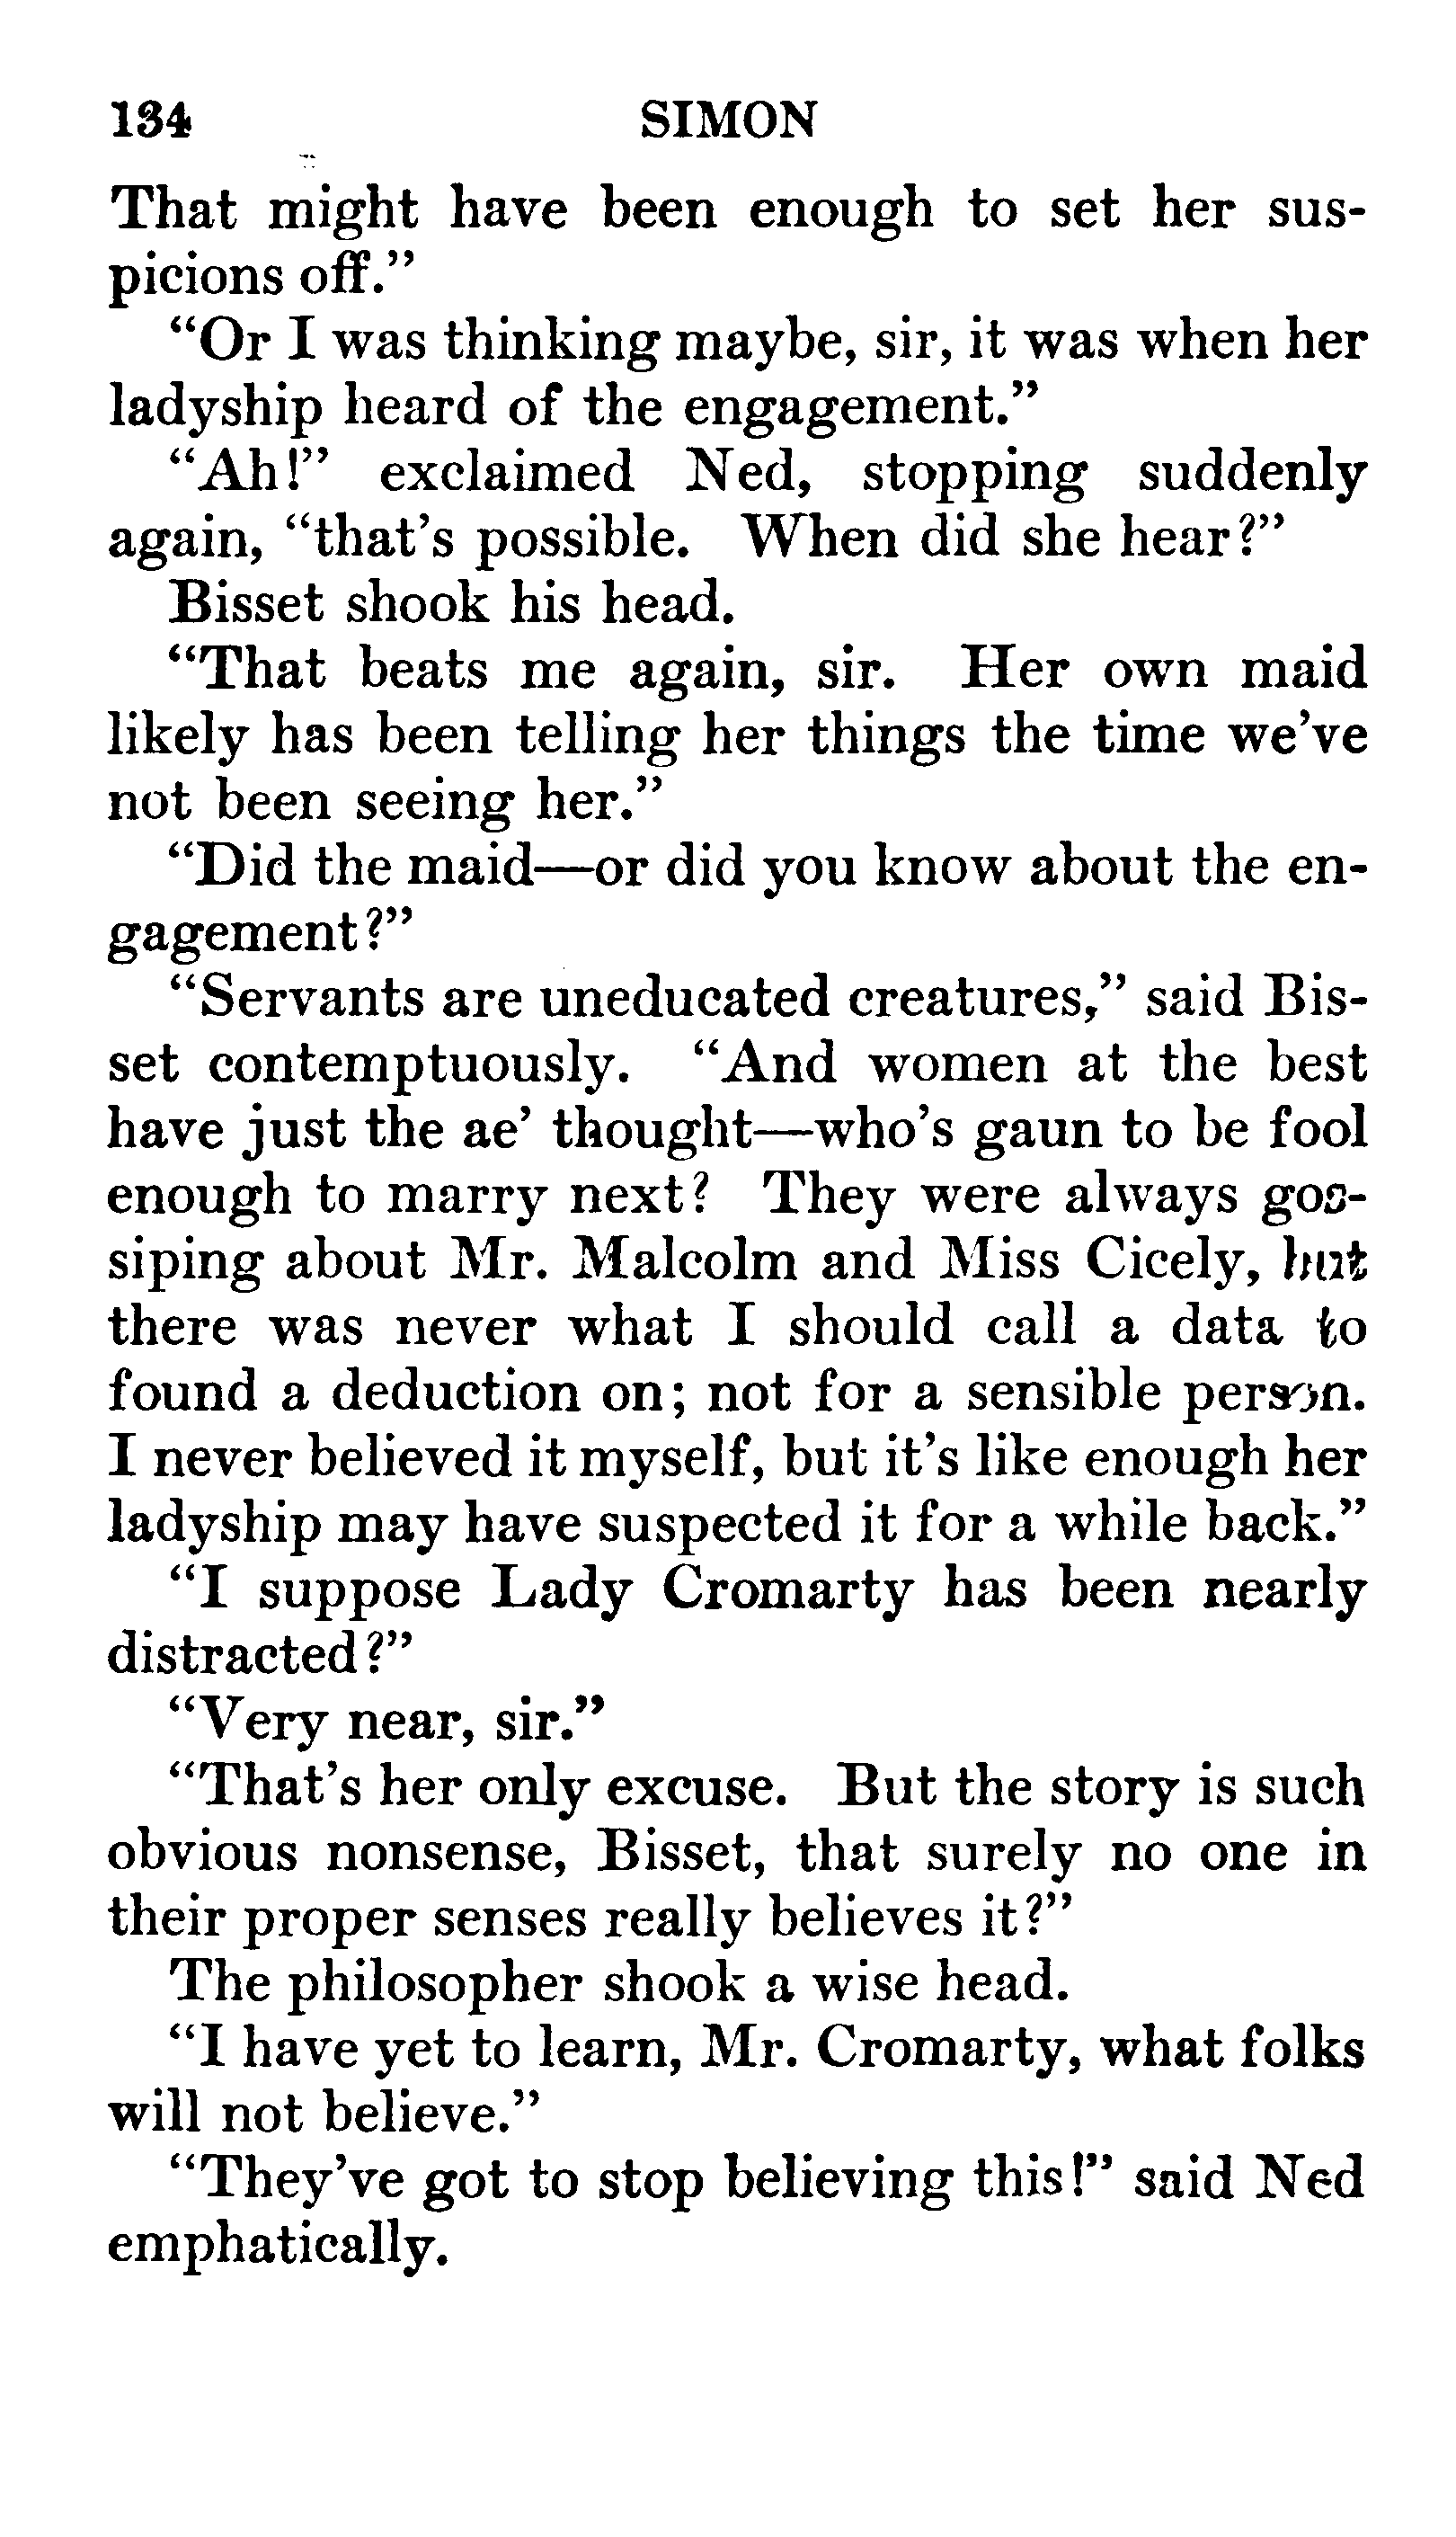 134 SIMON
That might have been enough to set her sus-
picions off."
"Or I was thinking maybe, sir, it was when her
ladyship heard of the engagement."
"Ah!" exclaimed Ned, stopping suddenly
again, "that's possible. When did she hear?"
Bisset shook his head.
"That beats me again, sir. Her own maid
likely has been telling her things the time we've
not been seeing her."
"Did the maid—or did you know about the en-
gagement?"
"Servants are uneducated creatures," said Bis-
set contemptuously. "And women at the best
have just the ae' thought—who's gaun to be fool
enough to marry next? They were always gos-
siping about Mr. Malcolm and Miss Cicely, but
there was never what I should call a data to
found a deduction on; not for a sensible person.
I never believed it myself, but it's like enough her
ladyship may have suspected it for a while back."
"I suppose Lady Cromarty has been nearly
distracted?"
"Very near, sir."
"That's her only excuse. But the story is such
obvious nonsense, Bisset, that surely no one in
their proper senses really believes it?"
The philosopher shook a wise head.
"I have yet to learn, Mr. Cromarty, what folks
will not believe."
"They've got to stop believing this!" said Ned
emphatically.